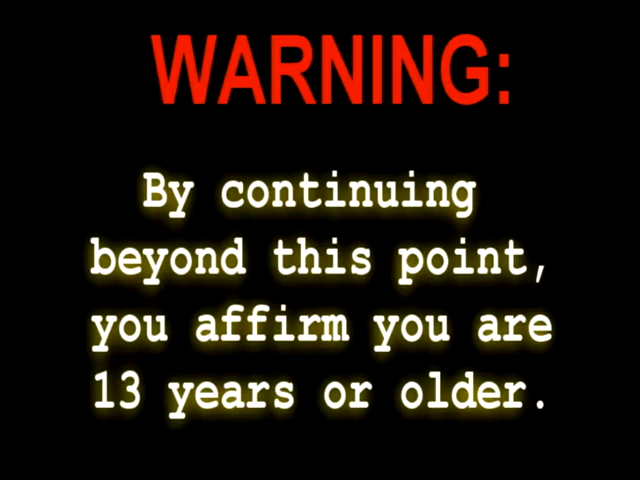 WARNING:
By continuing
beyond this point,
you affirm you are
13 years or older.